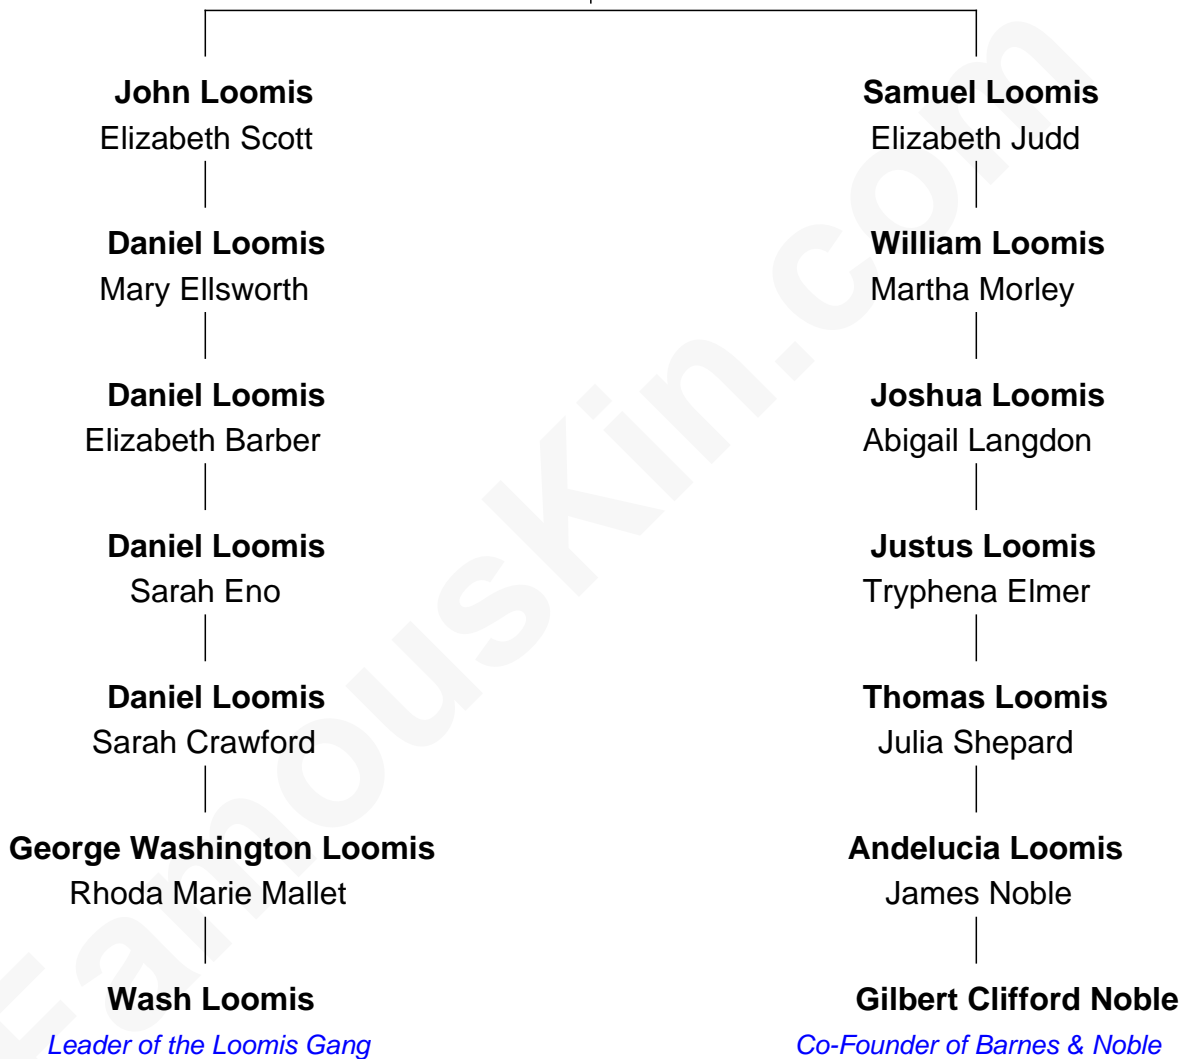 John Loomis
Elizabeth Scott
Daniel Loomis
Mary Ellsworth
Daniel Loomis
Elizabeth Barber
Daniel Loomis
Sarah Eno
Daniel Loomis
Sarah Crawford
George Washington Loomis
Rhoda Marie Mallet
Wash Loomis
Leader of the Loomis Gang
Samuel Loomis
Elizabeth Judd
William Loomis
Martha Morley
Joshua Loomis
Abigail Langdon
Justus Loomis
Tryphena Elmer
Thomas Loomis
Julia Shepard
Andelucia Loomis
James Noble
Gilbert Clifford Noble
Co-Founder of Barnes & Noble
FamousKin.com